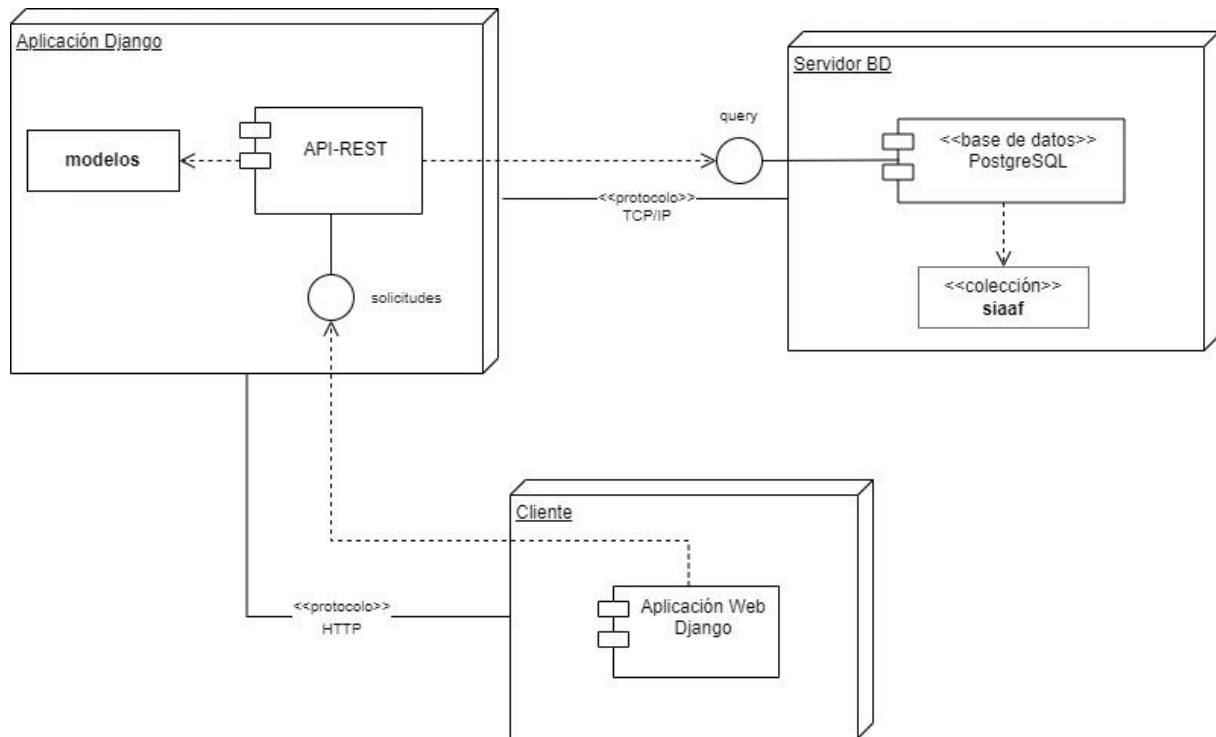 Aplicación Django
Servidor BD
query
modelos
API-REST
<<base de datos>>
PostgreSQL
<<protocolo>>
TCP/IP
solicitudes
<<colección>>
siaaf
Cliente
<<protocolo>>
HTTP
Aplicación Web
Django